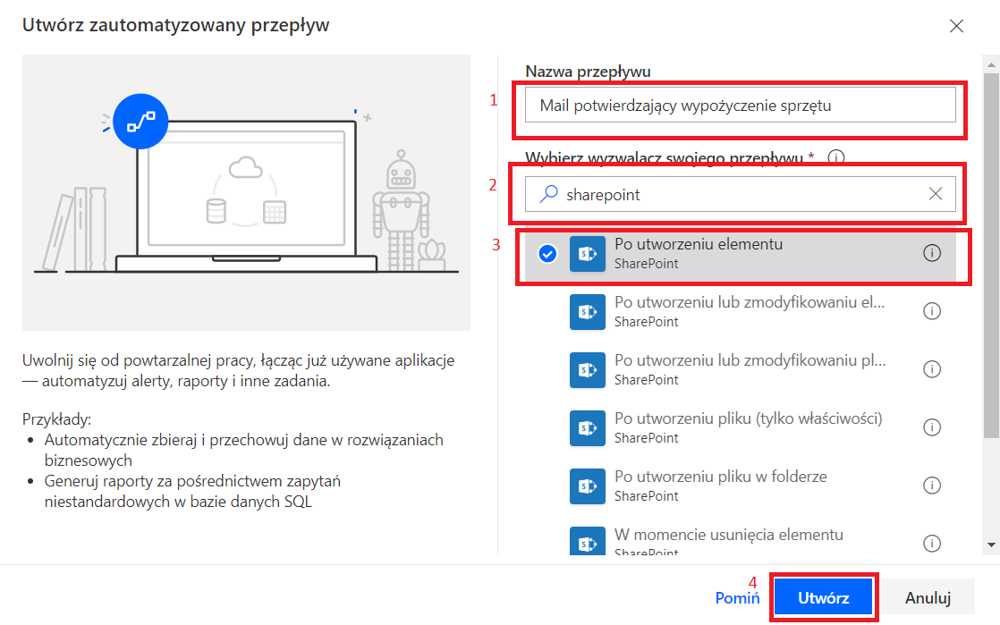 Utwórz zautomatyzowany przepływ
Uwolnij się od powtarzalnej pracy, łącząc już używane aplikacje
— automatyzuj alerty, raporty i inne zadania.
Przykłady:
• Automatycznie zbieraj i przechowuj dane w rozwiązaniach
biznesowych
• Generuj raporty za pośrednictwem zapytań
niestandardowych w bazie danych SQL
Nazwa przepływu
1
Mail potwierdzający wypożyczenie sprzętu
Wybierz wyzwalacz swojego przepływu *
2
sharepoint
3
Po utworzeniu elementu
SharePoint
Po utworzeniu lub zmodyfikowaniu el...
SharePoint
Po utworzeniu lub zmodyfikowaniu pl...
SharePoint
Po utworzeniu pliku (tylko właściwości)
SharePoint
Po utworzeniu pliku w folderze
SharePoint
W momencie usunięcia elementu
SharePoint
4
Pomiń
Utwórz
Anuluj